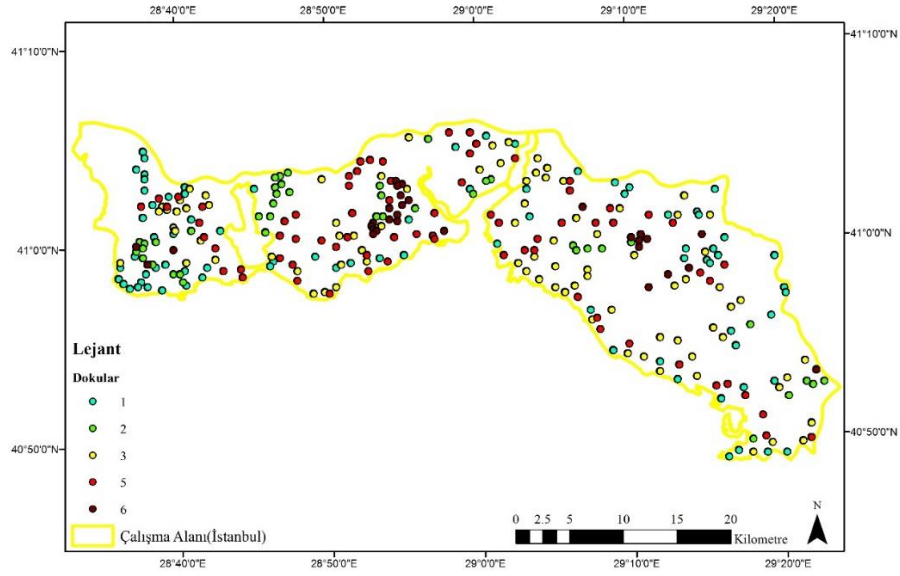 28°40'0"E 28°50'0"E 29°0'0"E 29°10'0"E 29°20'0"E
41°10'0"N 41°10'0"N
41°0'0"N 41°0'0"N
Lejant
Dokular
1
2
3
5
6
40°50'0"N 40°50'0"N
Çalışma Alanı(İstanbul)
0 2.5 5 10 15 20
Kilometre
N
28°40'0"E 28°50'0"E 29°0'0"E 29°10'0"E 29°20'0"E